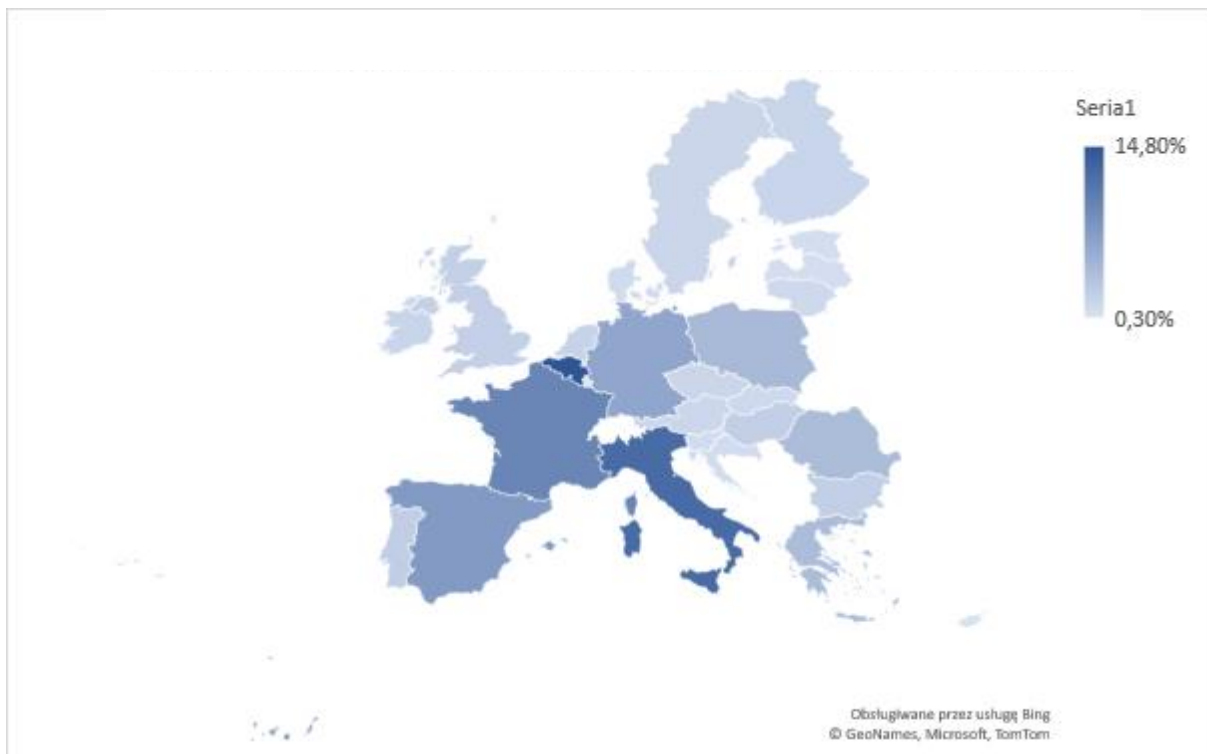 Seria1
14,80%
0,30%
Obsługiwane przez usługę Bing
© GeoNames, Microsoft, TomTom